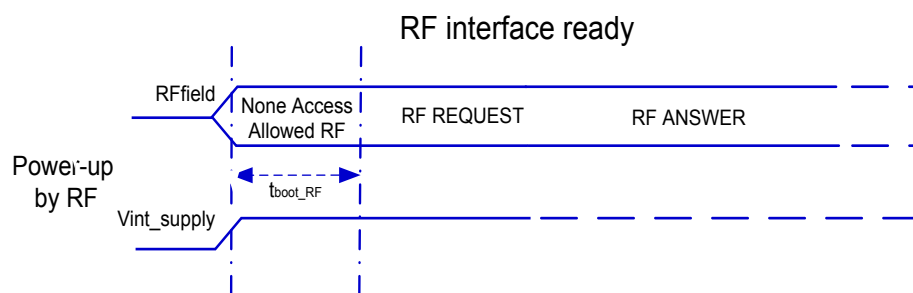 RF interface ready
RFfield
None Access
Allowed RF
RF REQUEST
RF ANSWER
Power-up
by RF
tboot_RF
Vint_supply